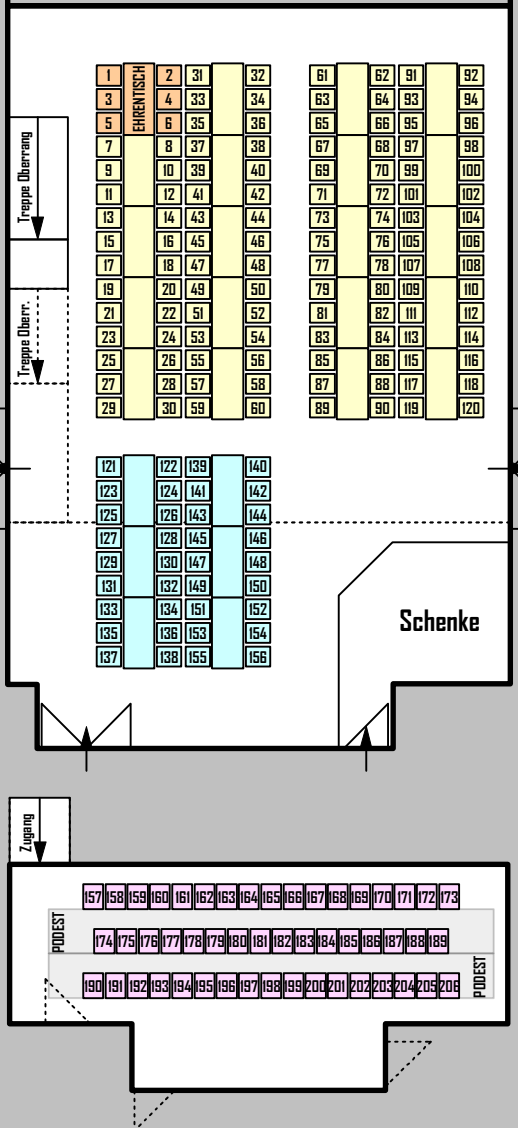 1 EHRENTISCH 2 31 32 61 62 91 92
3 4 33 34 63 64 93 94
5 6 35 36 65 66 95 96
7 8 37 38 67 68 97 98
9 10 39 40 69 70 99 100
11 12 41 42 71 72 101 102
13 14 43 44 73 74 103 104
15 16 45 46 75 76 105 106
17 18 47 48 77 78 107 108
19 20 49 50 79 80 109 110
21 22 51 52 81 82 111 112
23 24 53 54 83 84 113 114
25 26 55 56 85 86 115 116
27 28 57 58 87 88 117 118
29 30 59 60 89 90 119 120
Treppe Oberrang
Treppe Oberr.
121 122 139 140
123 124 141 142
125 126 143 144
127 128 145 146
129 130 147 148
131 132 149 150
133 134 151 152
135 136 153 154
137 138 155 156
Schenke
Zugang
157 158 159 160 161 162 163 164 165 166 167 168 169 170 171 172 173
PODEST
174 175 176 177 178 179 180 181 182 183 184 185 186 187 188 189
190 191 192 193 194 195 196 197 198 199 200 201 202 203 204 205 206
PODEST